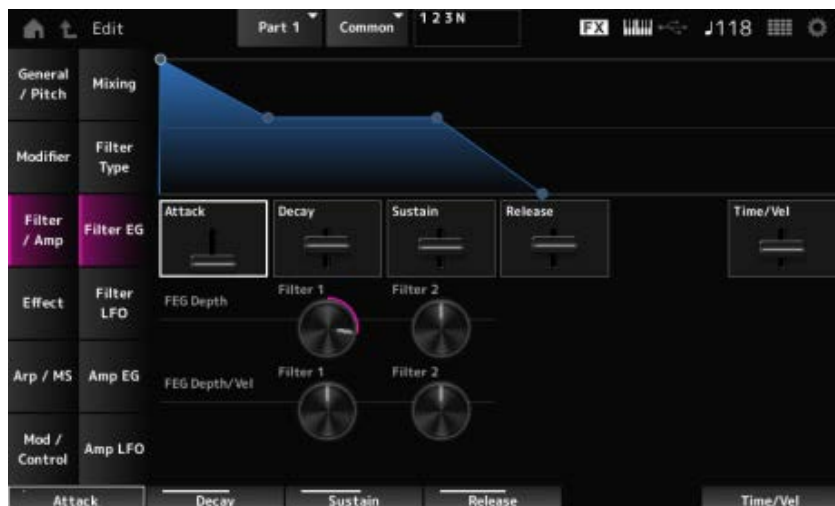 Edit
Part 1
Common
1 2 3 N
FX
♩118
General
/ Pitch
Mixing
Modifier
Filter
Type
Filter
/ Amp
Filter EG
Attack
Decay
Sustain
Release
Time/Vel
Effect
Filter
LFO
FEG Depth
Filter 1
Filter 2
Arp / MS
Amp EG
FEG Depth/Vel
Filter 1
Filter 2
Mod /
Control
Amp LFO
Attack
Decay
Sustain
Release
Time/Vel